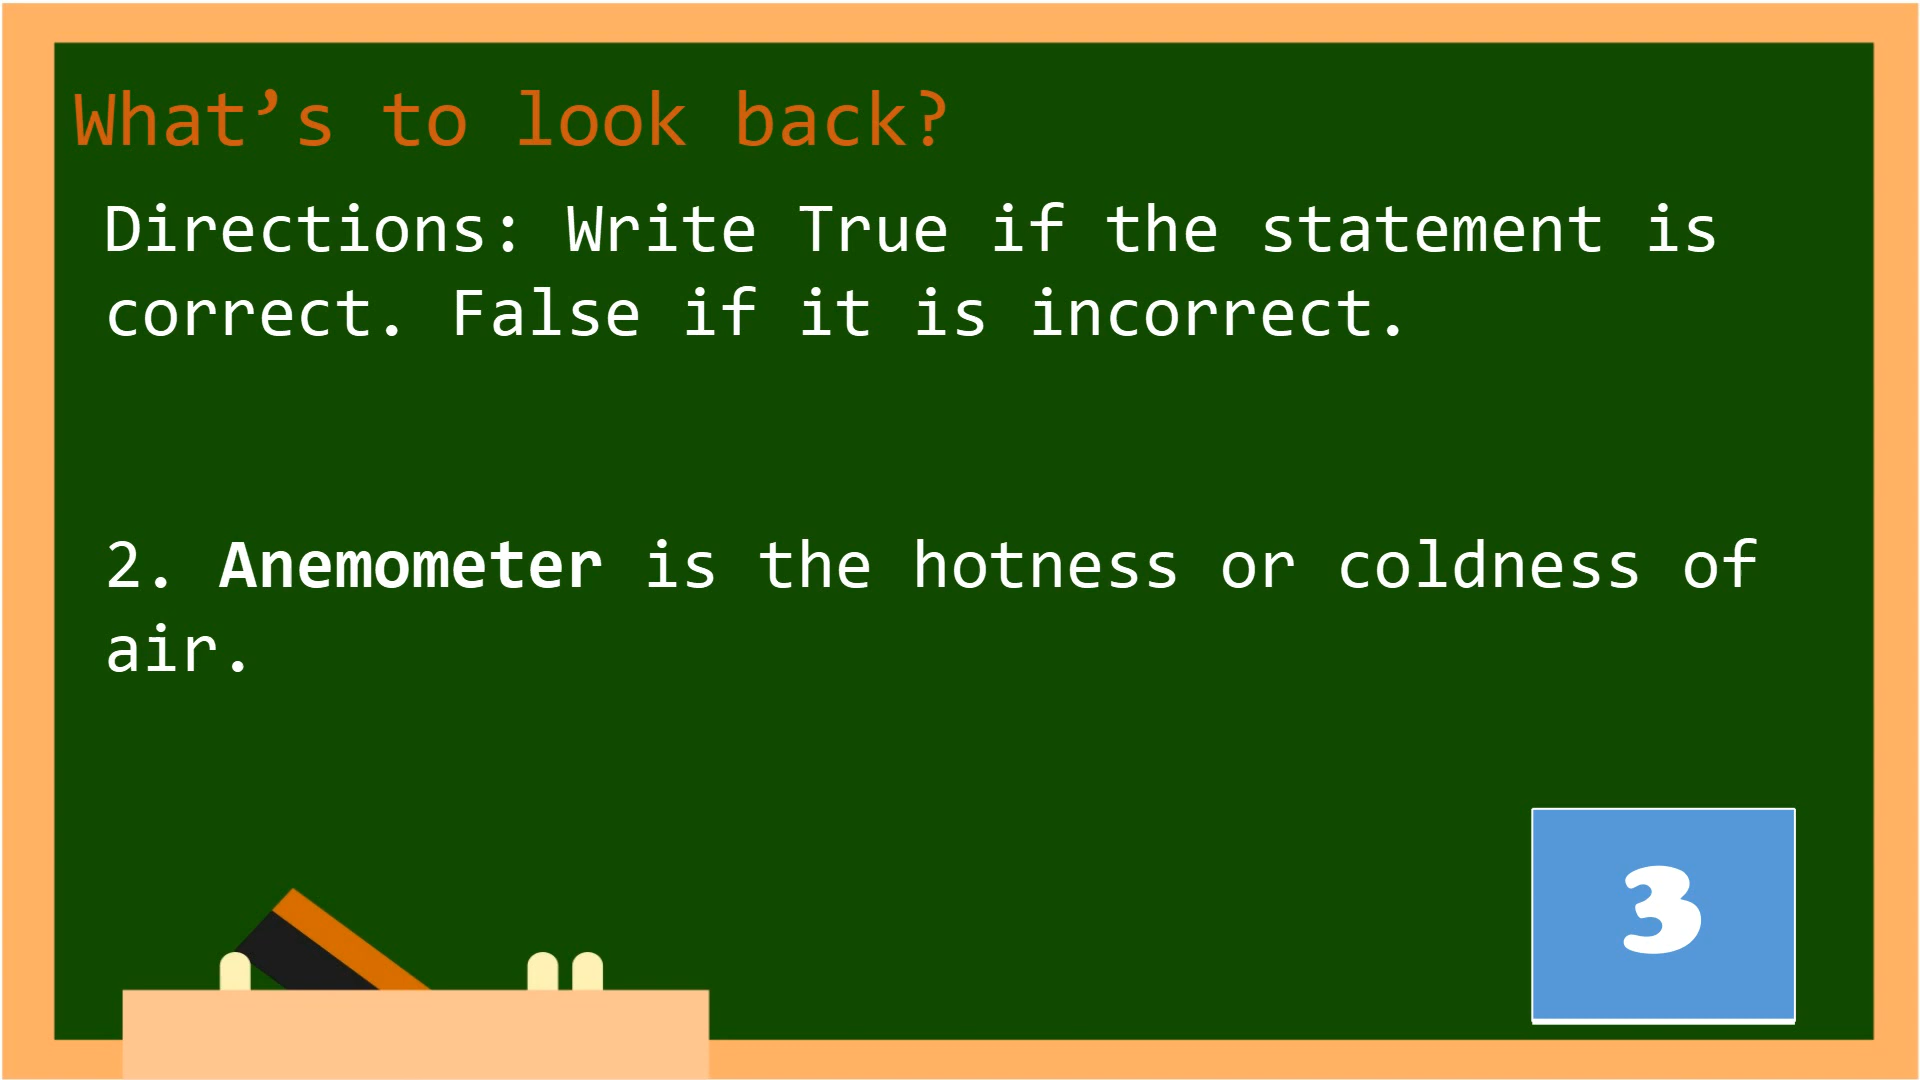 What’s to look back?
Directions: Write True if the statement is
correct. False if it is incorrect.
2. Anemometer is the hotness or coldness of
air.
3